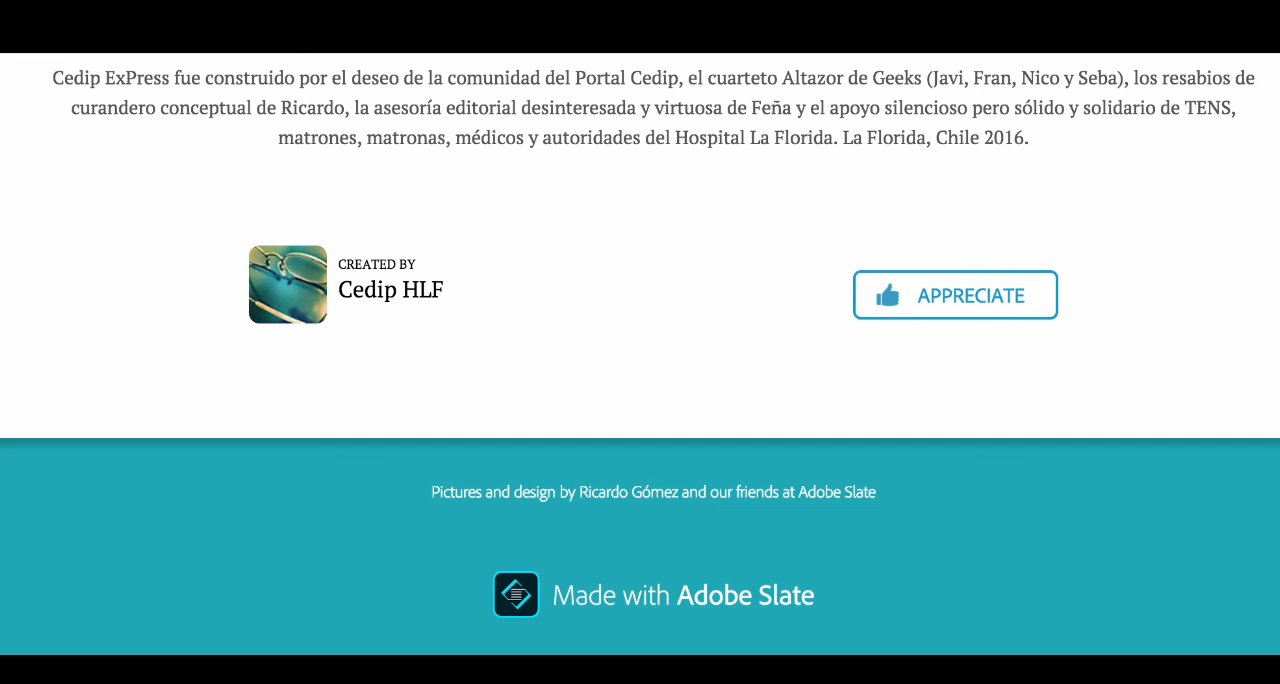 Cedip ExPress fue construido por el deseo de la comunidad del Portal Cedip, el cuarteto Altazor de Geeks (Javi, Fran, Nico y Seba), los resabios de
curandero conceptual de Ricardo, la asesoría editorial desinteresada y virtuosa de Feña y el apoyo silencioso pero sólido y solidario de TENS,
matrones, matronas, médicos y autoridades del Hospital La Florida. La Florida, Chile 2016.
CREATED BY
Cedip HLF
APPRECIATE
Pictures and design by Ricardo Gómez and our friends at Adobe Slate
Made with Adobe Slate